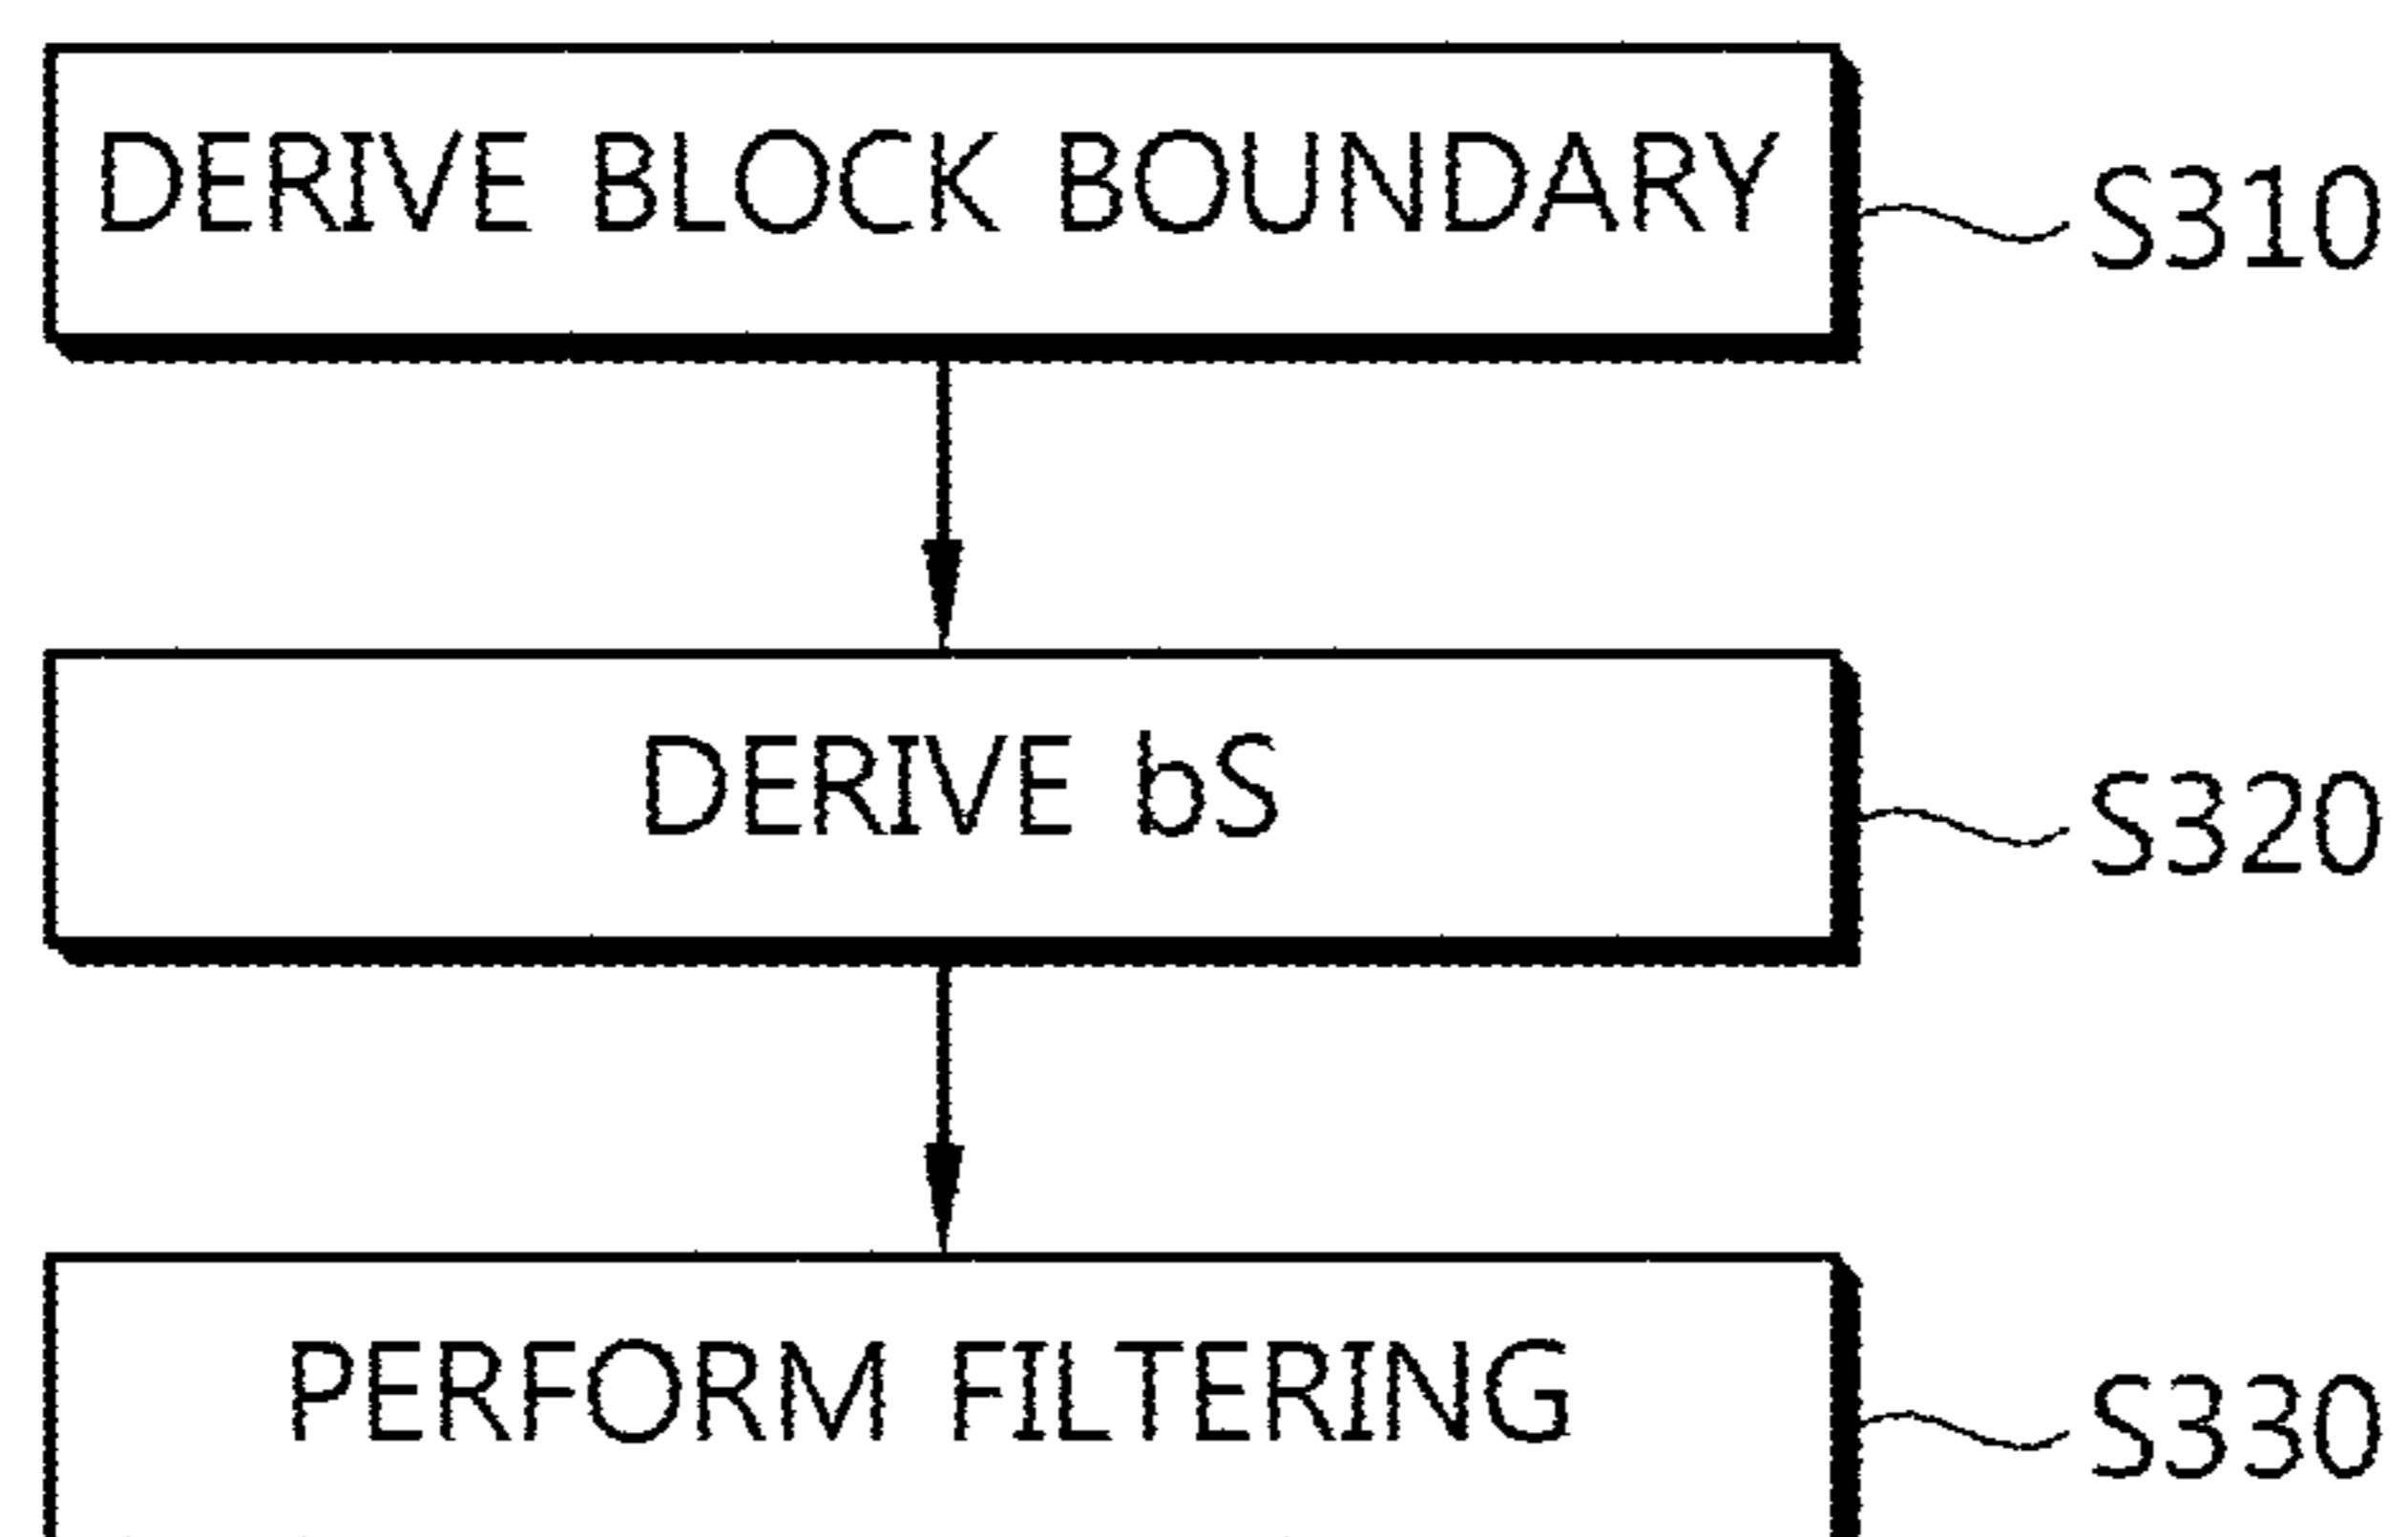 DERIVE BLOCK BOUNDARY
S310
DERIVE bS
S320
PERFORM FILTERING
S330